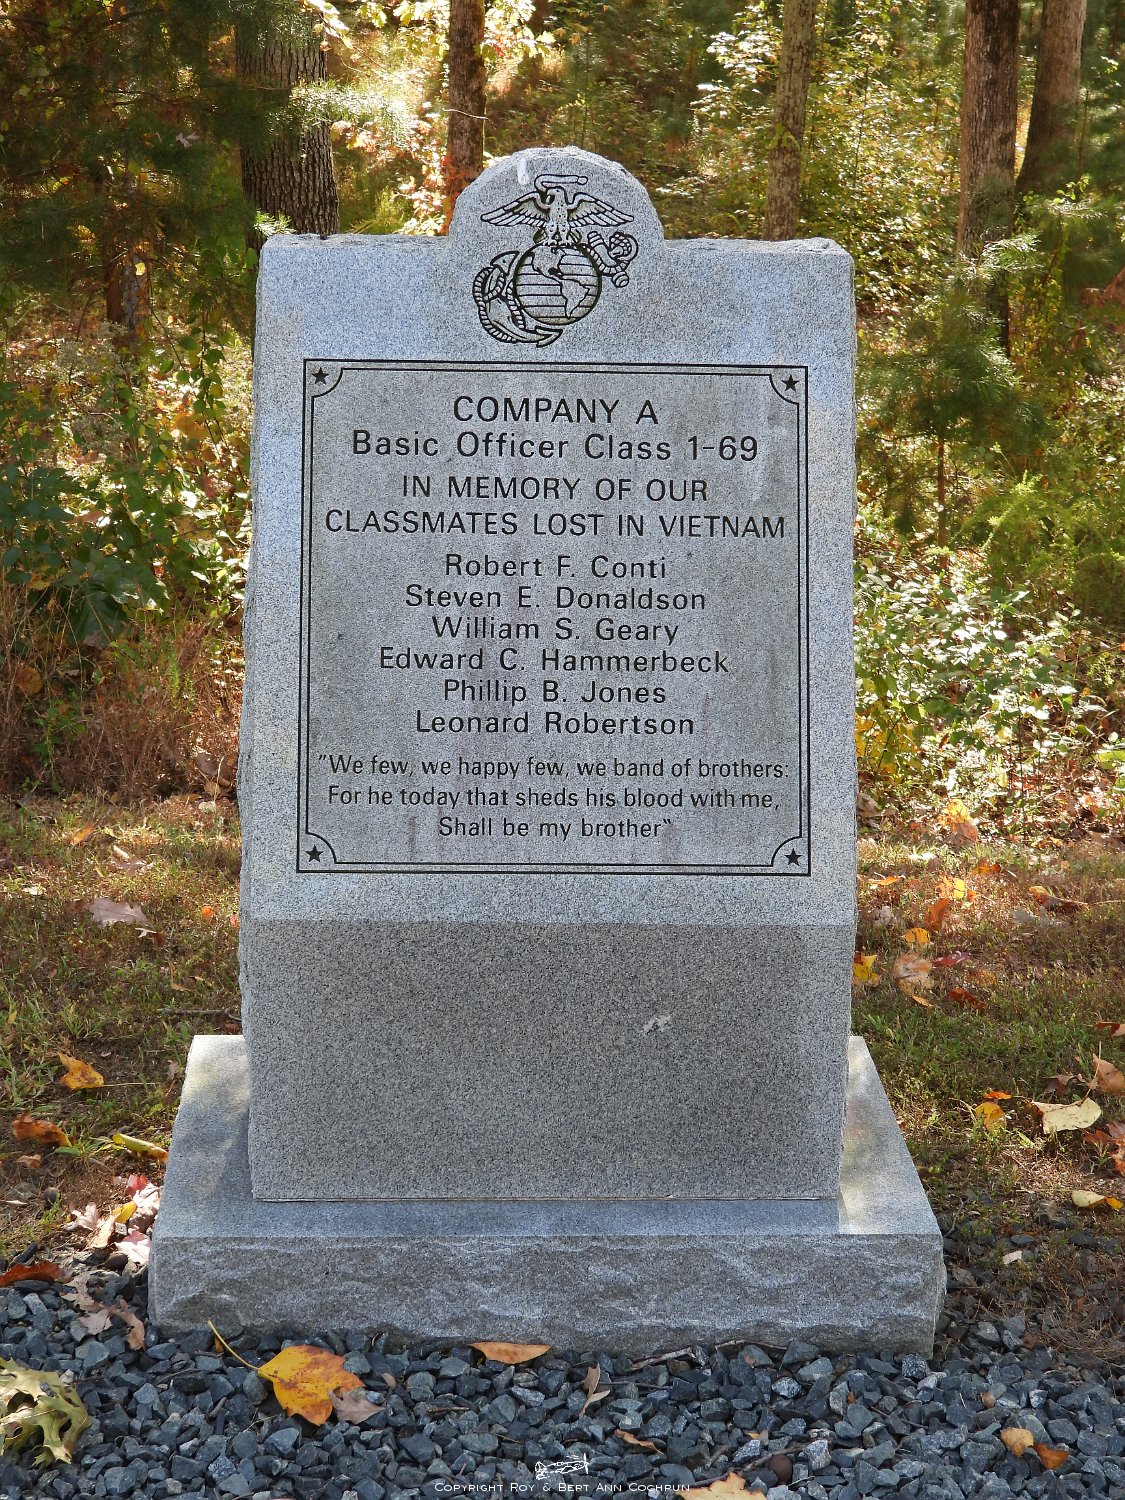 COMPANY A
Basic Officer Class 1-69
IN MEMORY OF OUR
CLASSMATES LOST IN VIETNAM
Robert F. Conti
Steven E. Donaldson
William S. Geary
Edward C. Hammerbeck
Phillip B. Jones
Leonard Robertson
"We few, we happy few, we band of brothers:
For he today that sheds his blood with me,
Shall be my brother"
COPYRIGHT ROY & BERT ANN COCHRUN